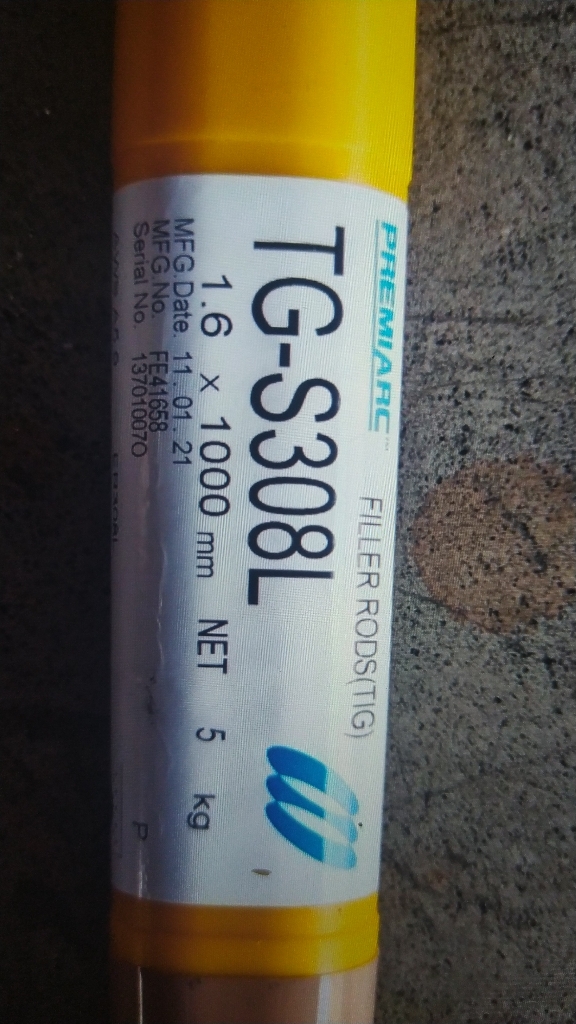 PREMIARC™
FILLER RODS(TIG)
TG-S308L
1.6 x 1000 mm NET 5 kg
MFG.Date. 11.01.21
MFG.No. FE41658
Serial No. 13701007O
P